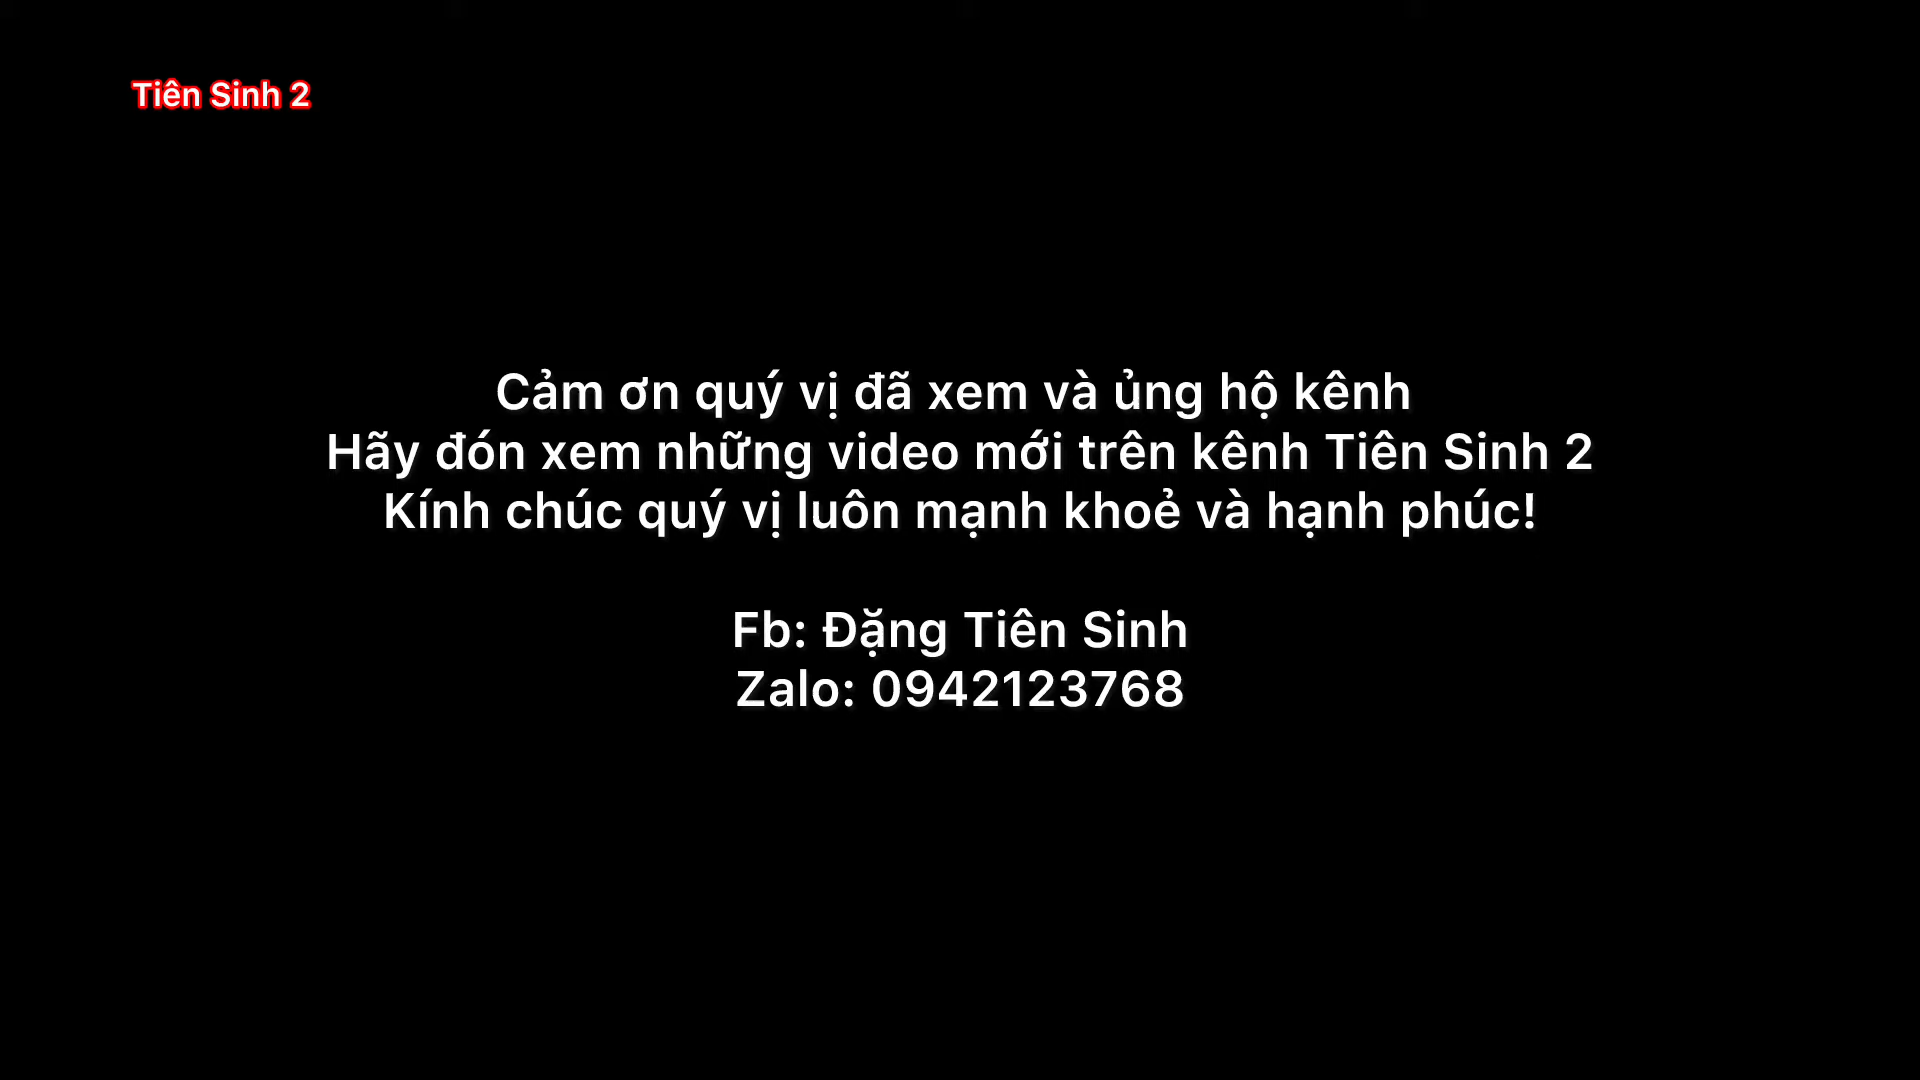 Tiên Sinh 2
Cảm ơn quý vị đã xem và ủng hộ kênh
Hãy đón xem những video mới trên kênh Tiên Sinh 2
Kính chúc quý vị luôn mạnh khoẻ và hạnh phúc!
Fb: Đặng Tiên Sinh
Zalo: 0942123768